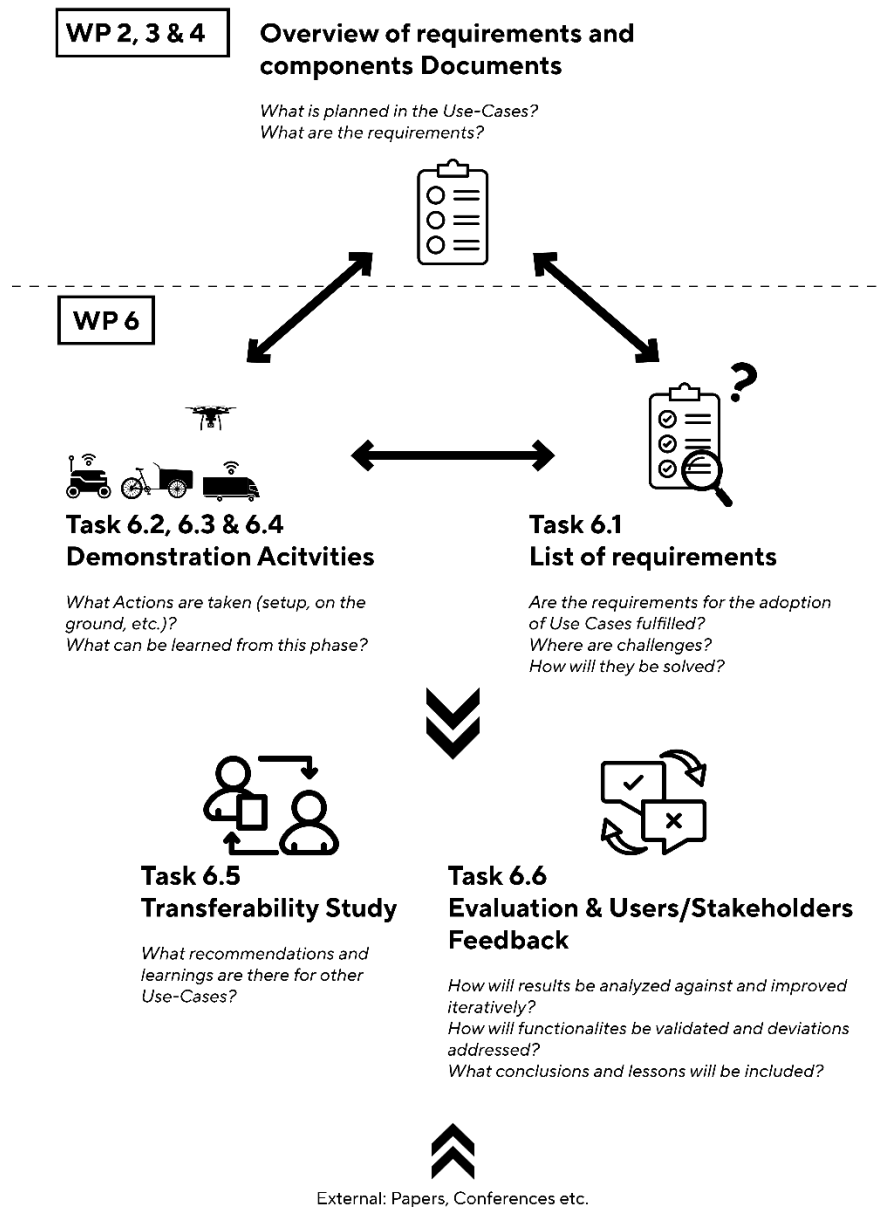 WP 2, 3 & 4
Overview of requirements and
components Documents
What is planned in the Use-Cases?
What are the requirements?
WP 6
?
Task 6.2, 6.3 & 6.4
Demonstration Acitvities
What Actions are taken (setup, on the
ground, etc.)?
What can be learned from this phase?
Task 6.1
List of requirements
Are the requirements for the adoption
of Use Cases fulfilled?
Where are challenges?
How will they be solved?
Task 6.5
Transferability Study
What recommendations and
learnings are there for other
Use-Cases?
Task 6.6
Evaluation & Users/Stakeholders
Feedback
How will results be analyzed against and improved
iteratively?
How will functionalites be validated and deviations
addressed?
What conclusions and lessons will be included?
External: Papers, Conferences etc.